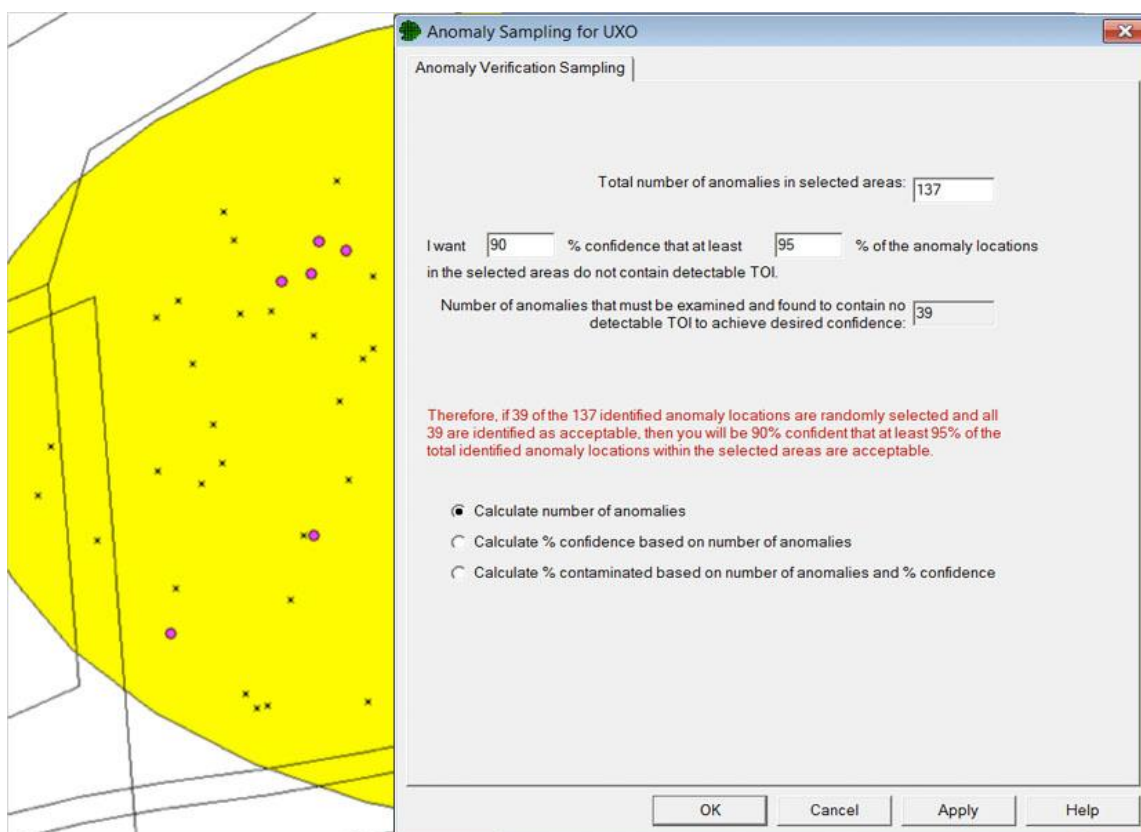 Anomaly Sampling for UXO
Anomaly Verification Sampling
Total number of anomalies in selected areas: 137
I want 90 % confidence that at least 95 % of the anomaly locations
in the selected areas do not contain detectable TOI.
Number of anomalies that must be examined and found to contain no
detectable TOI to achieve desired confidence: 39
Therefore, if 39 of the 137 identified anomaly locations are randomly selected and all
39 are identified as acceptable, then you will be 90% confident that at least 95% of the
total identified anomaly locations within the selected areas are acceptable.
Calculate number of anomalies
Calculate % confidence based on number of anomalies
Calculate % contaminated based on number of anomalies and % confidence
OK Cancel Apply Help